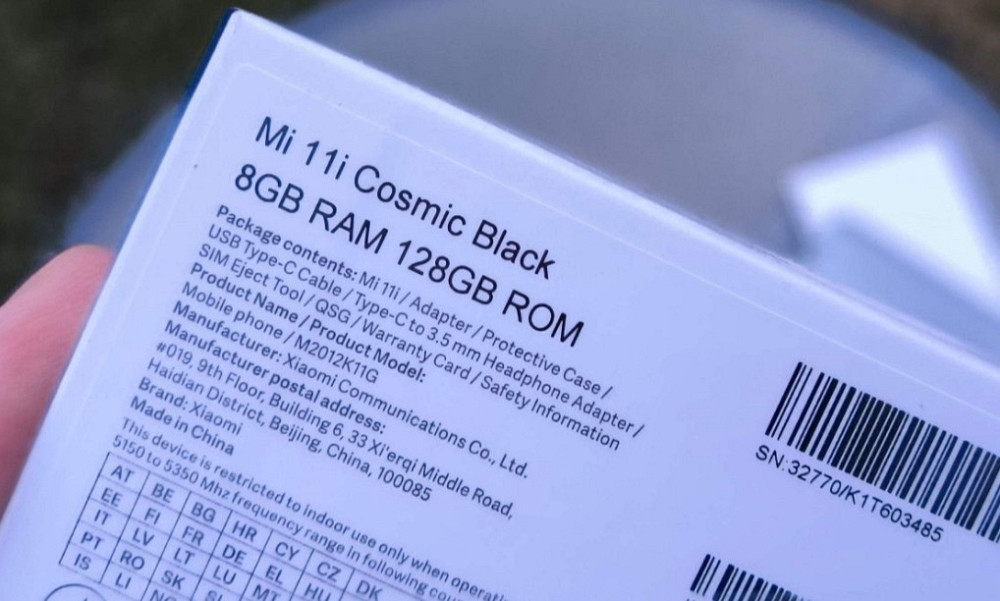 Mi 11i Cosmic Black
8GB RAM 128GB ROM
Package contents: Mi 11i / Adapter / Protective Case /
USB Type-C Cable / Type-C to 3.5 mm Headphone Adapter /
SIM Eject Tool / QSG / Warranty Card / Safety Information
Product Name / Product Model:
Mobile phone / M2012K11G
Manufacturer: Xiaomi Communications Co., Ltd.
Manufacturer postal address:
#019, 9th Floor, Building 6, 33 Xi'erqi Middle Road,
Haidian District, Beijing, China, 100085
Brand: Xiaomi
Made in China
This device is restricted to indoor use only when
5150 to 5350 Mhz frequency range in following
AT BE BG HR CY CZ DK
EE FI FR DE EL HU
IT LV LT LU MT
PT RO SK
IS LI
SN:32770/K1T603485